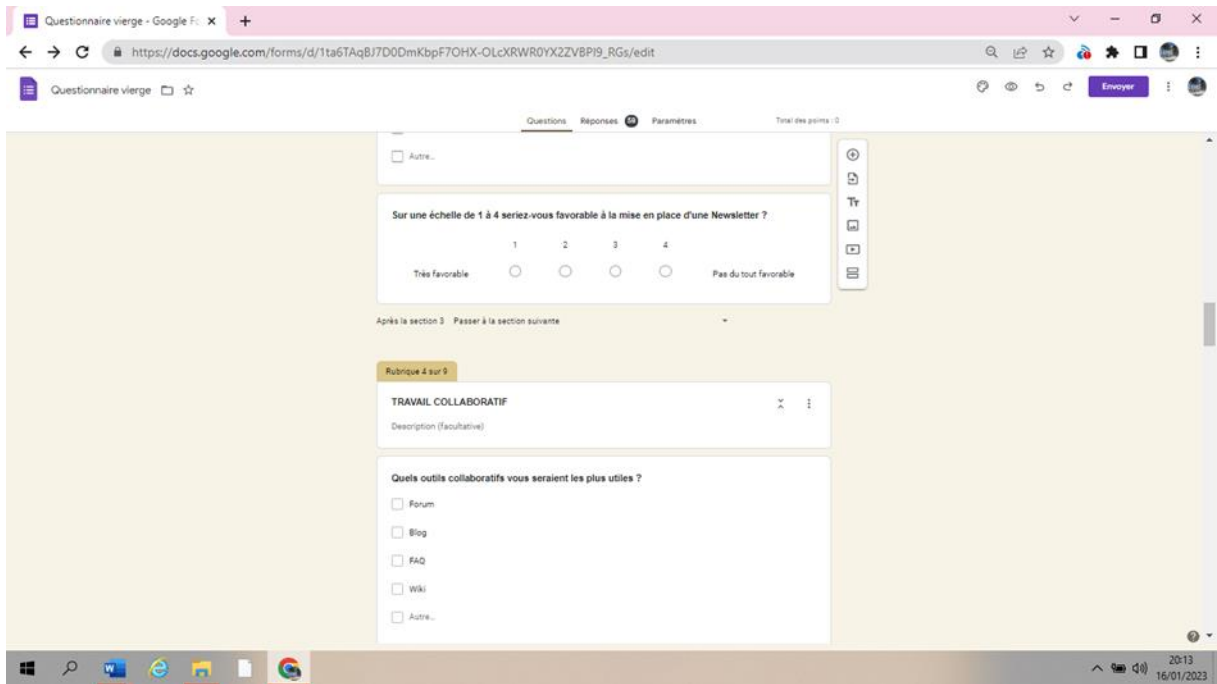 Questionnaire vierge - Google Fo
https://docs.google.com/forms/d/1ta6TAqBJ7D0DmKbpF7OHX-OLcXRWR0YX2ZVBPI9_RGs/edit
Questionnaire vierge
Envoyer
Questions Réponses 58 Paramètres Total des points : 0
Autre...
Sur une échelle de 1 à 4 seriez-vous favorable à la mise en place d'une Newsletter ?
1 2 3 4
Très favorable Pas du tout favorable
Après la section 3 Passer à la section suivante
Rubrique 4 sur 9
TRAVAIL COLLABORATIF
Description (facultative)
Quels outils collaboratifs vous seraient les plus utiles ?
Forum
Blog
FAQ
Wiki
Autre...
20:13
16/01/2023